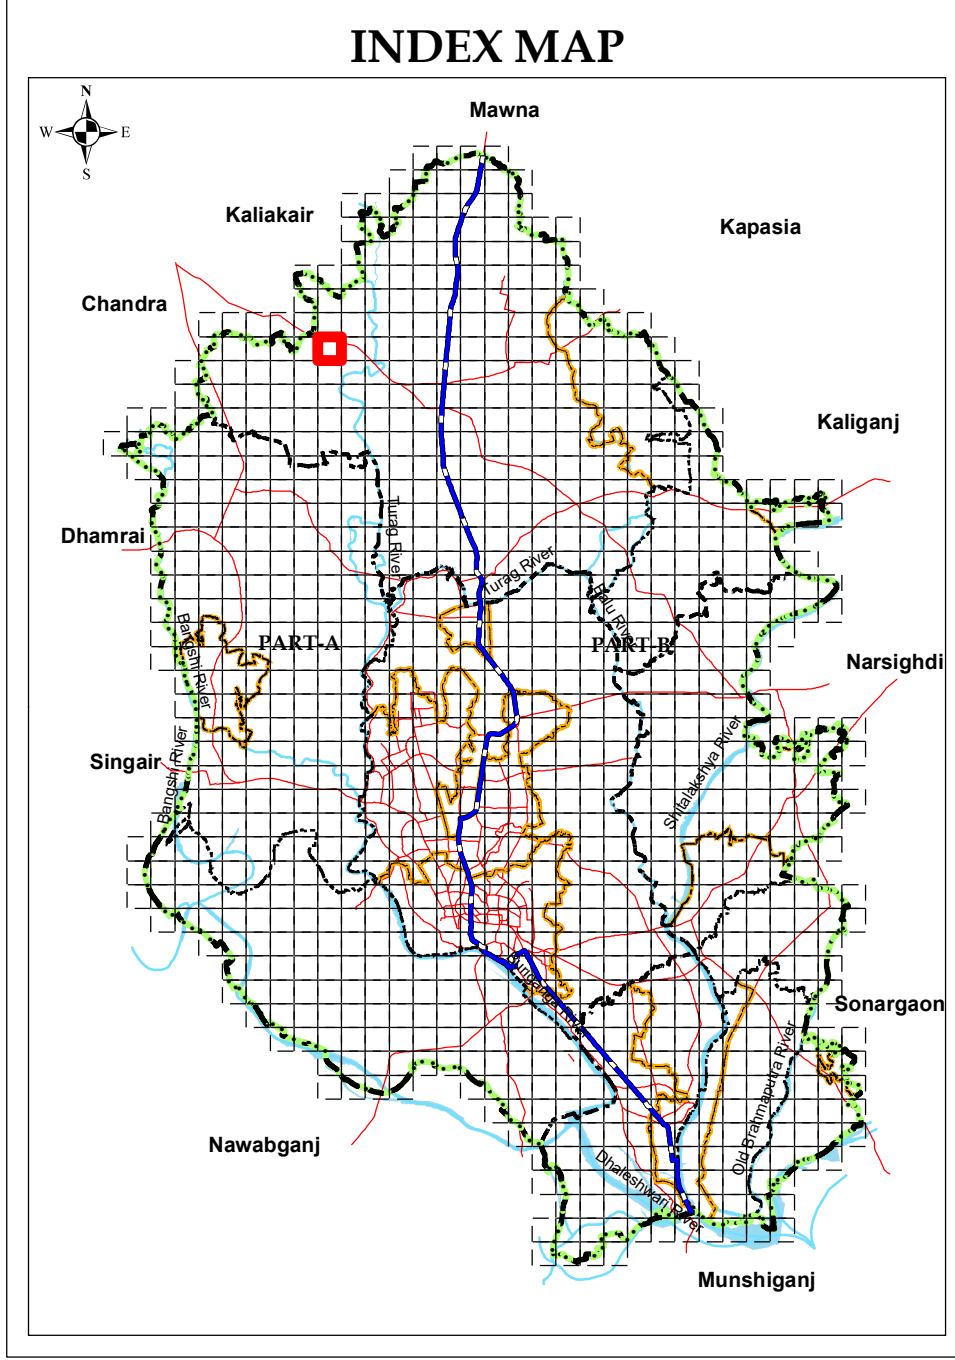 INDEX MAP
N
W E
S
Mawna
Kaliakair
Kapasia
Chandra
Kaliganj
Dhamrai
Turag River
Turag River
Balu River
Bangshi River
PART-A
PART-B
Narsighdi
Singair
Bangshi River
Shitalakshya River
Buriganga River
Sonargaon
Old Brahmaputra River
Nawabganj
Dhaleshwari River
Munshiganj